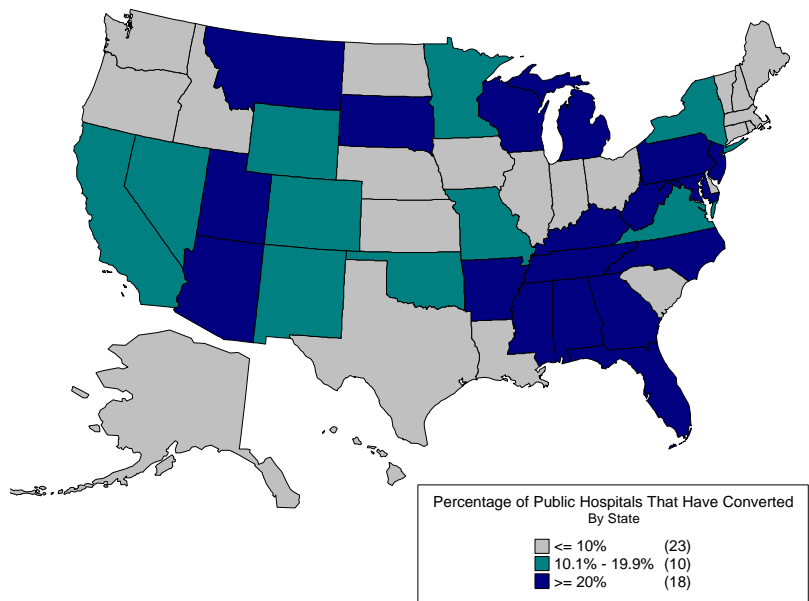 Percentage of Public Hospitals That Have Converted
By State
<= 10% (23)
10.1% - 19.9% (10)
>= 20% (18)